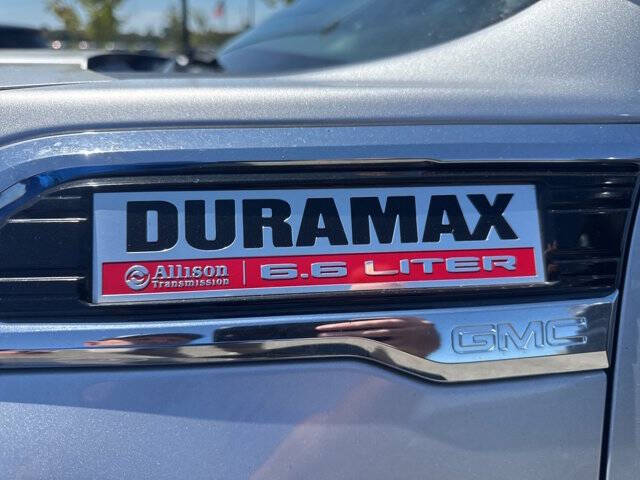 DURAMAX
Allison Transmission | 6.6 LITER
GMC